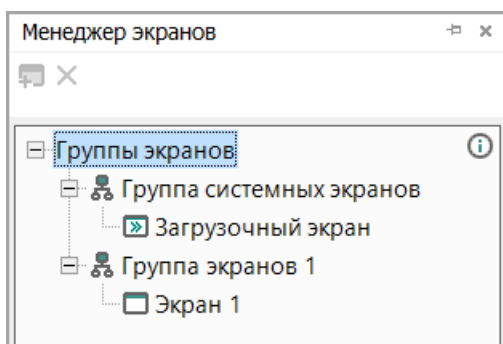 Менеджер экранов
Группы экранов
Группа системных экранов
Загрузочный экран
Группа экранов 1
Экран 1